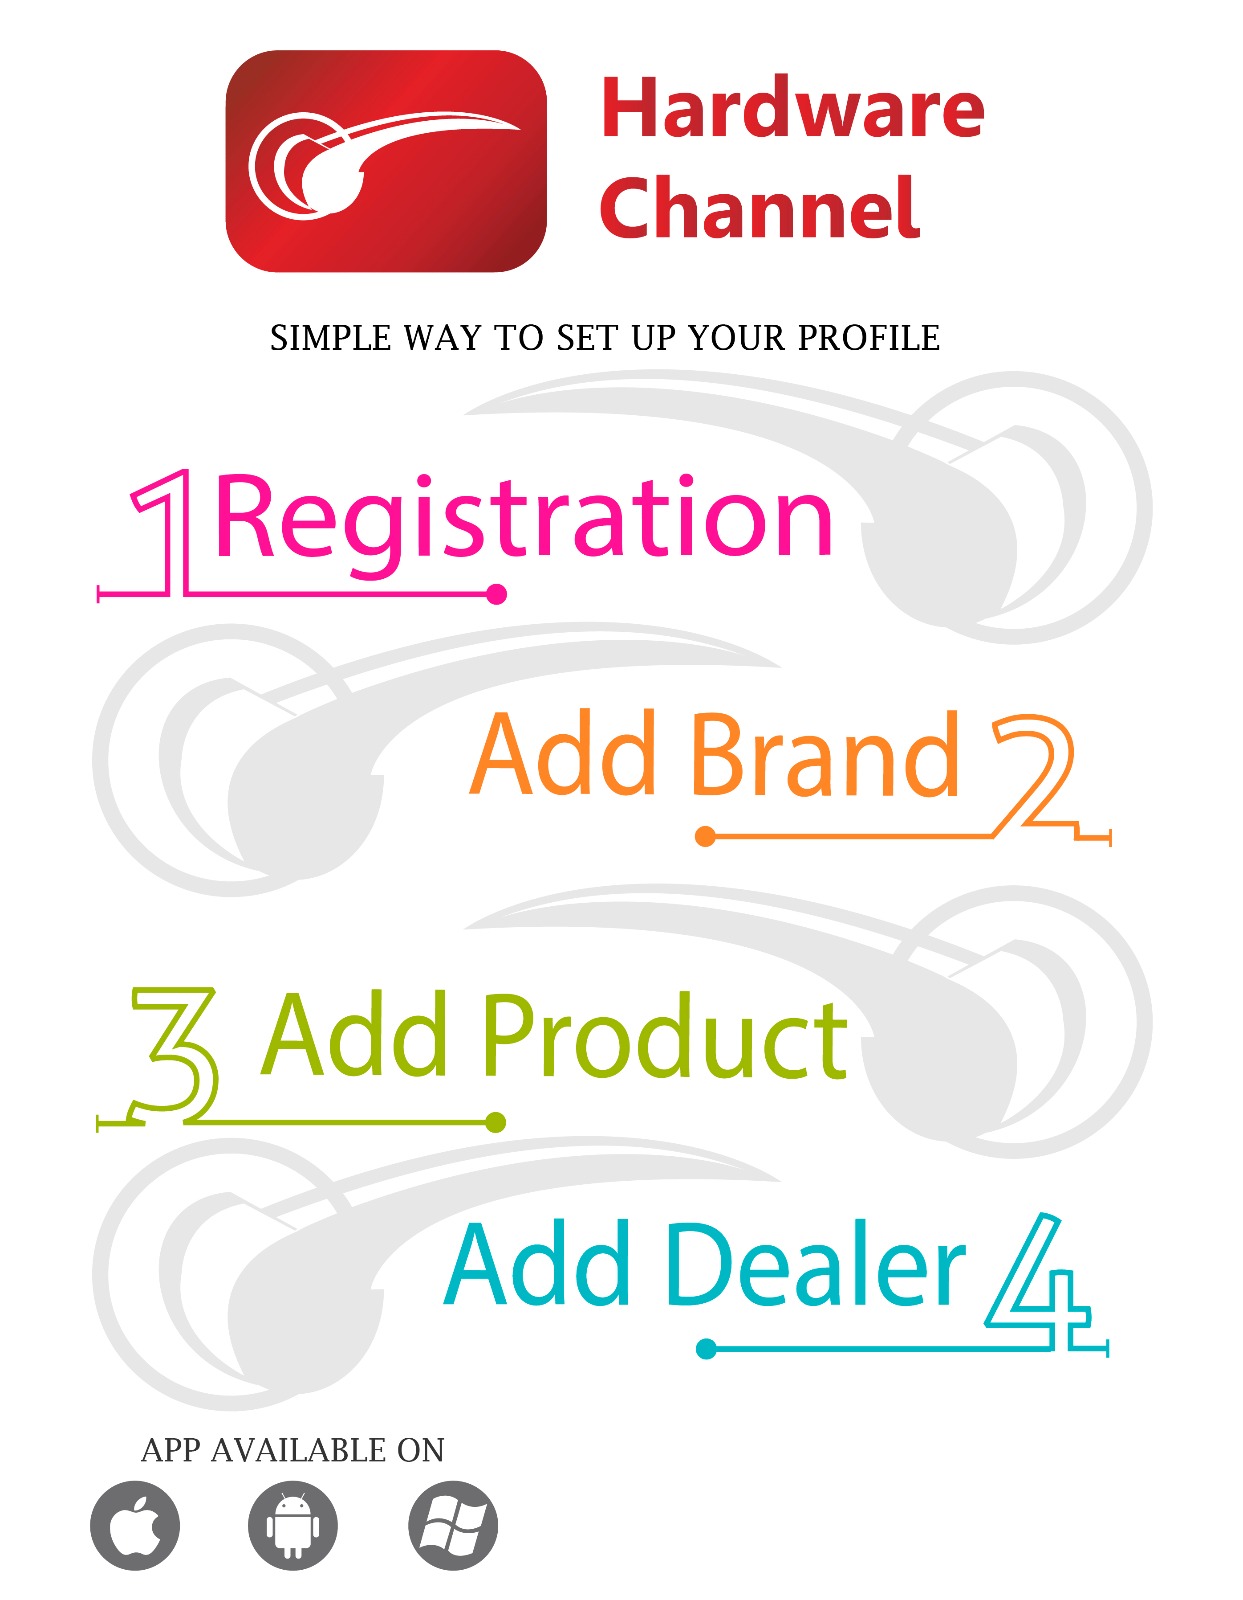 Hardware
Channel
SIMPLE WAY TO SET UP YOUR PROFILE
1 Registration
Add Brand 2
3 Add Product
Add Dealer 4
APP AVAILABLE ON